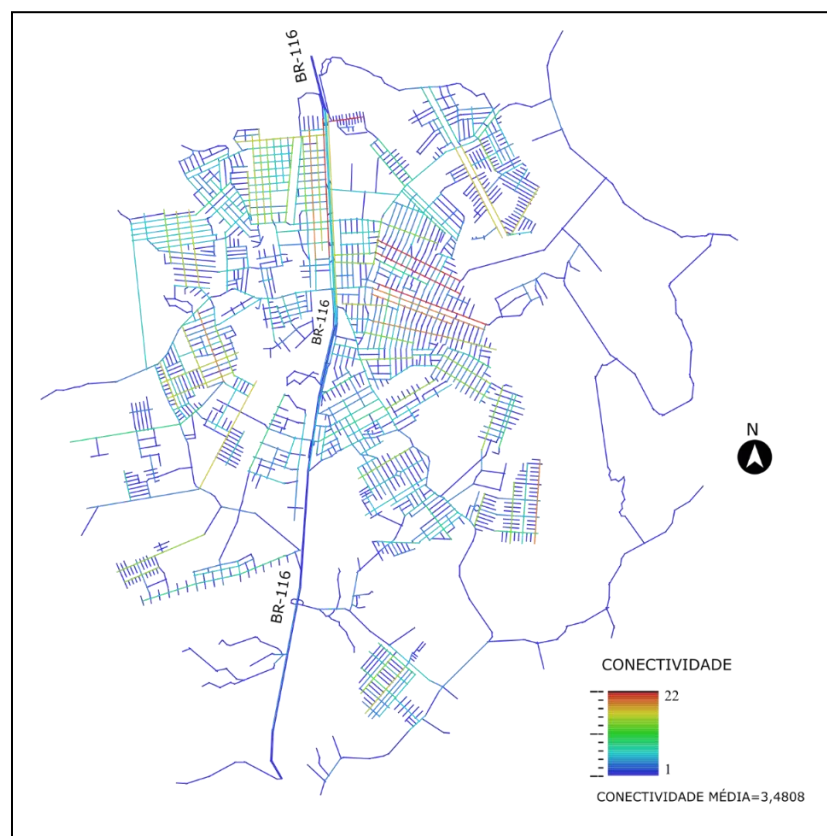 BR-116
BR-116
N
BR-116
CONECTIVIDADE
22
1
CONECTIVIDADE MÉDIA=3,4808